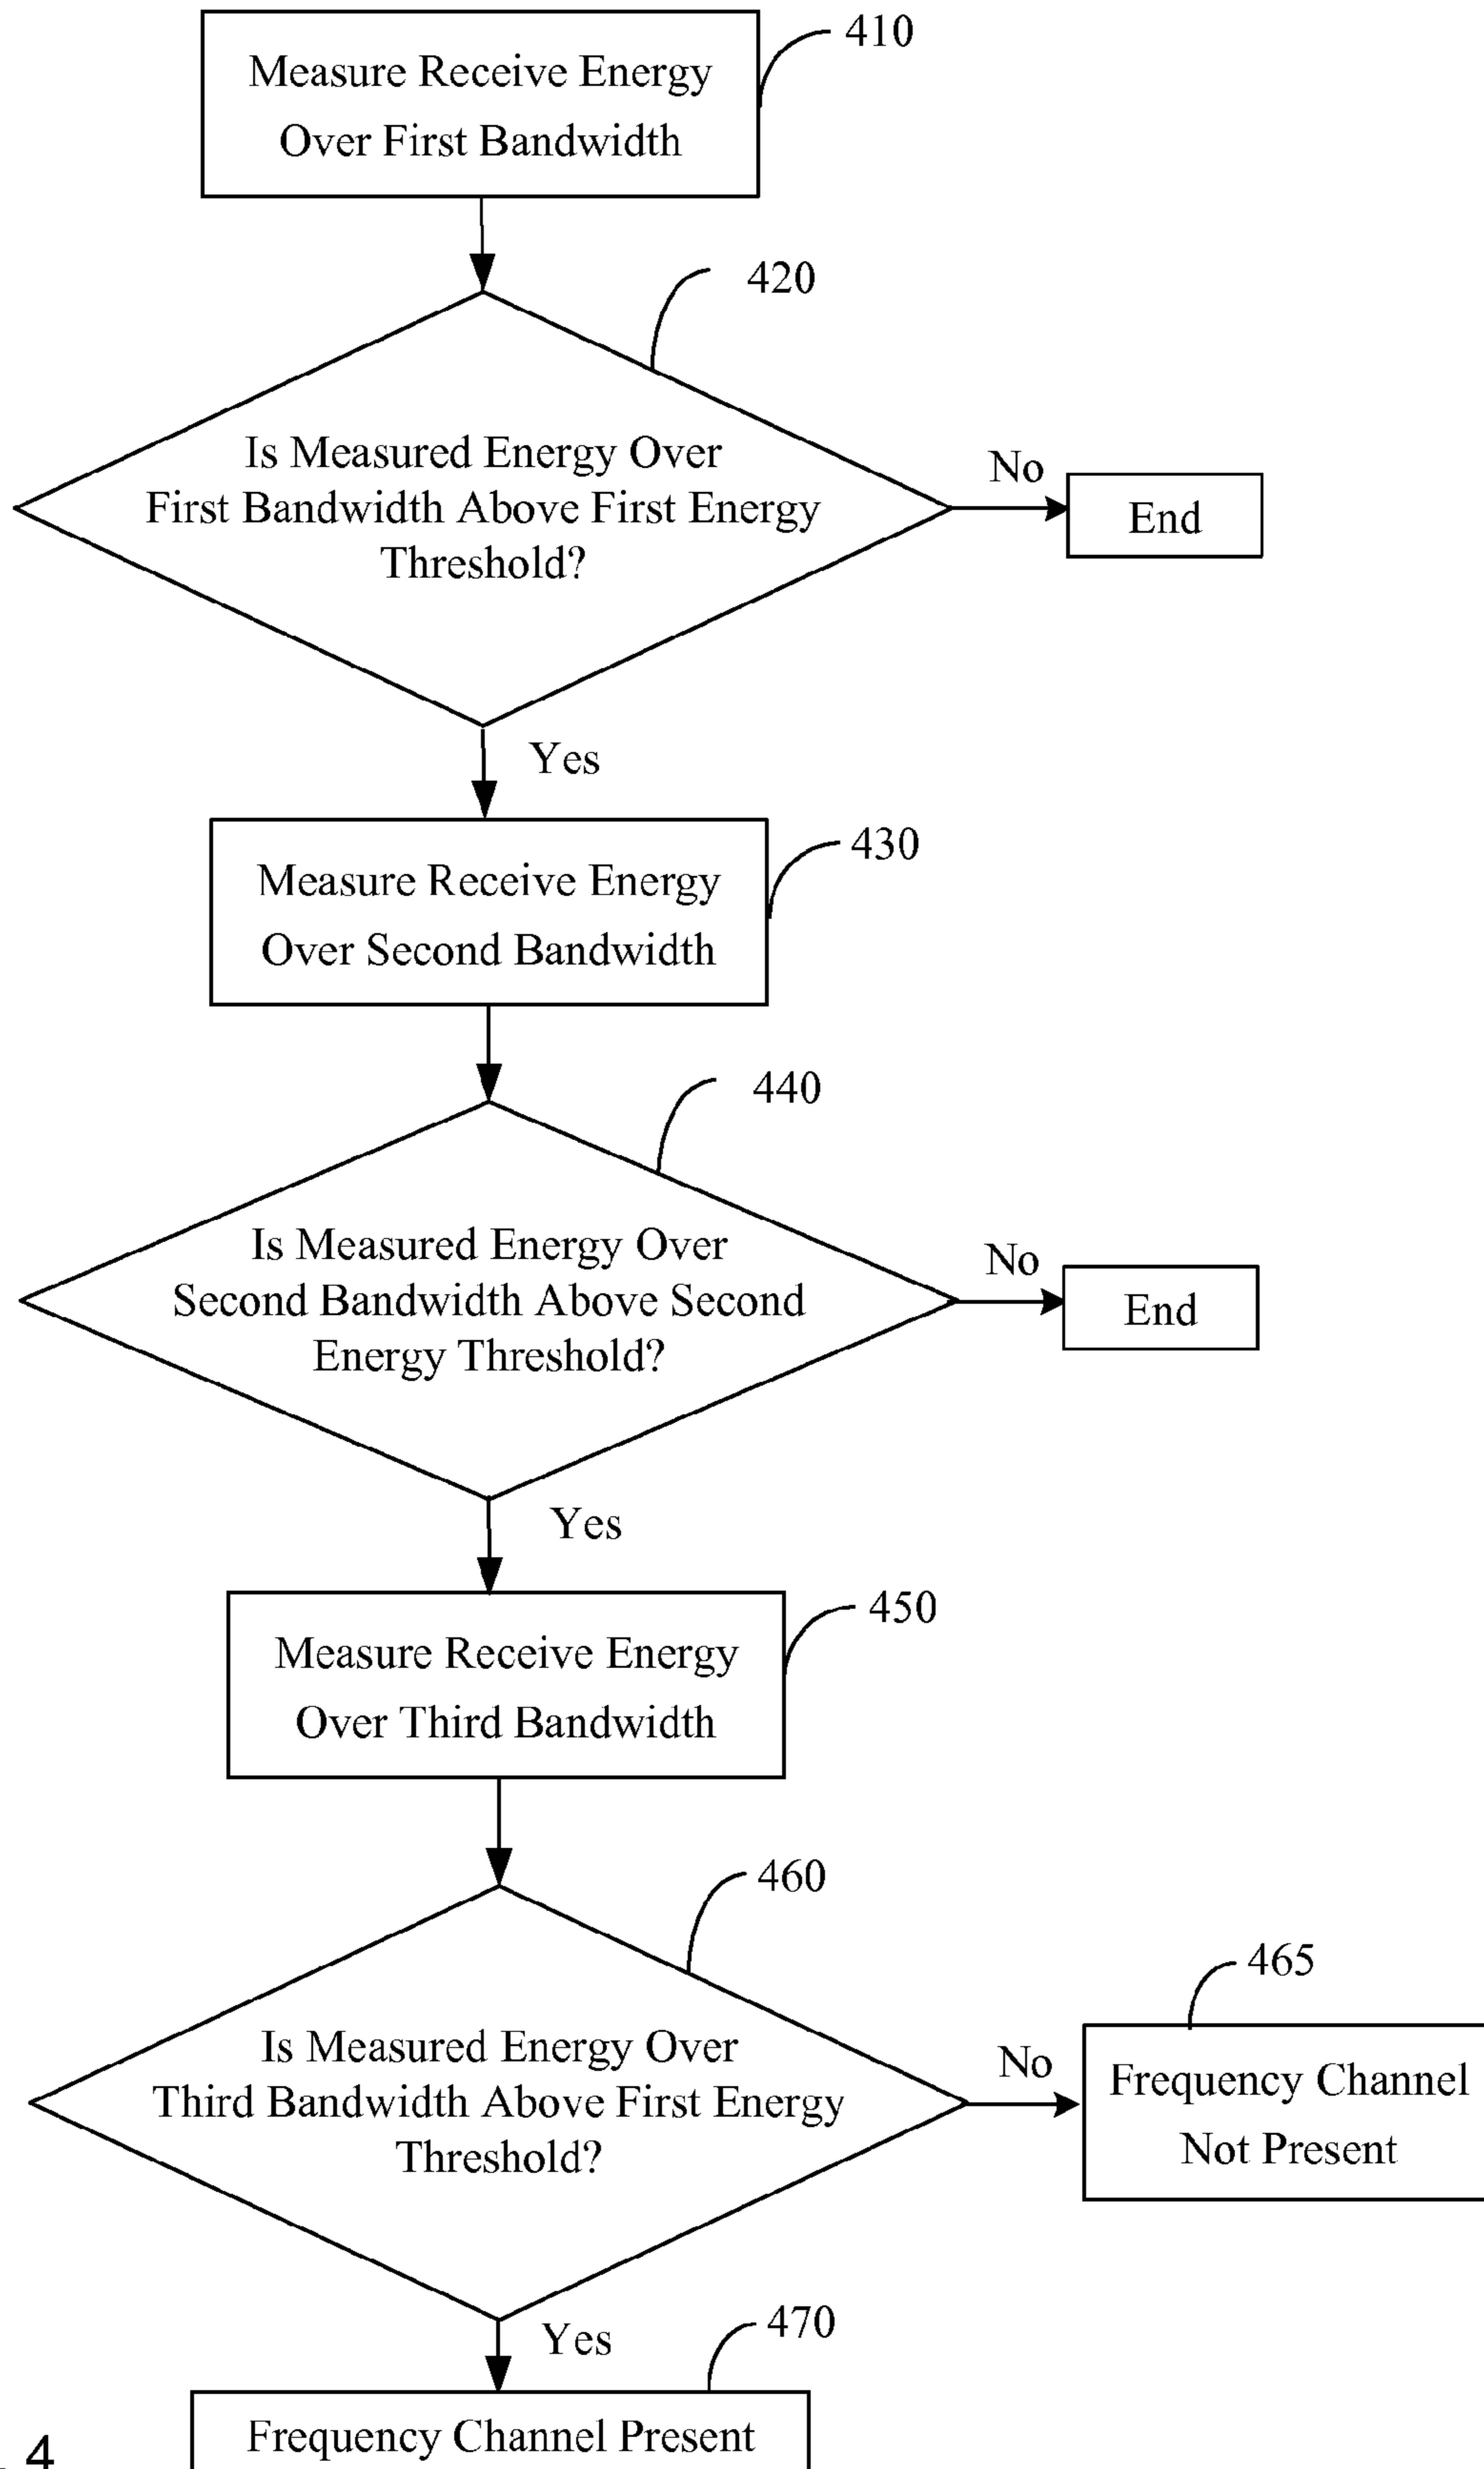 Measure Receive Energy
Over First Bandwidth
410
420
Is Measured Energy Over
First Bandwidth Above First Energy
Threshold?
No
End
Yes
Measure Receive Energy
Over Second Bandwidth
430
440
Is Measured Energy Over
Second Bandwidth Above Second
Energy Threshold?
No
End
Yes
Measure Receive Energy
Over Third Bandwidth
450
460
Is Measured Energy Over
Third Bandwidth Above First Energy
Threshold?
No
465
Frequency Channel
Not Present
Yes
470
Frequency Channel Present
. 4